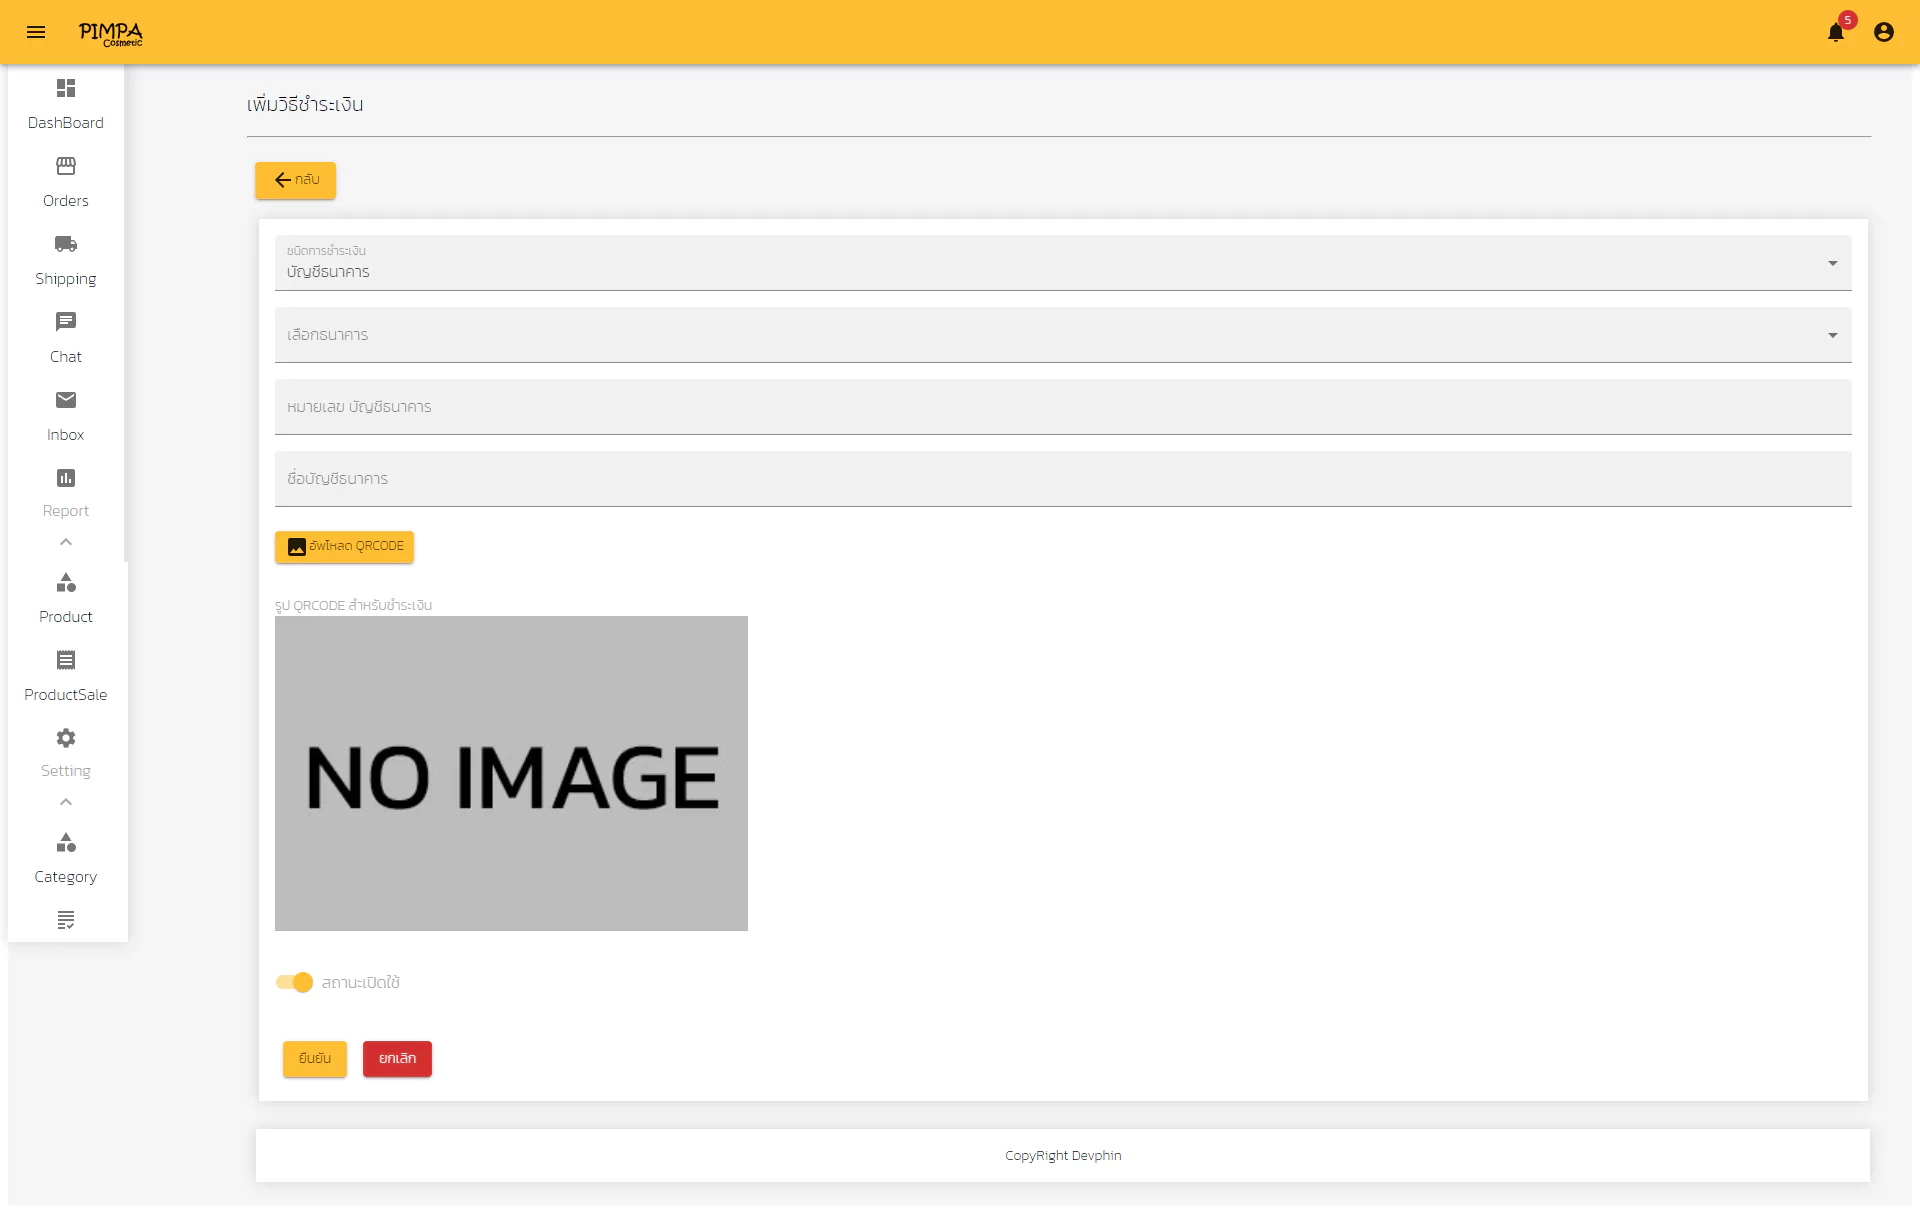 PIMPA
Cosmetic
5
DashBoard
Orders
Shipping
Chat
Inbox
Report
Product
ProductSale
Setting
Category
เพิ่มวิธีชำระเงิน
กลับ
ชนิดการชำระเงิน
บัญชีธนาคาร
เลือกธนาคาร
หมายเลข บัญชีธนาคาร
ชื่อบัญชีธนาคาร
อัพโหลด QRCODE
รูป QRCODE สำหรับชำระเงิน
NO IMAGE
สถานะเปิดใช้
ยืนยัน
ยกเลิก
CopyRight Devphin